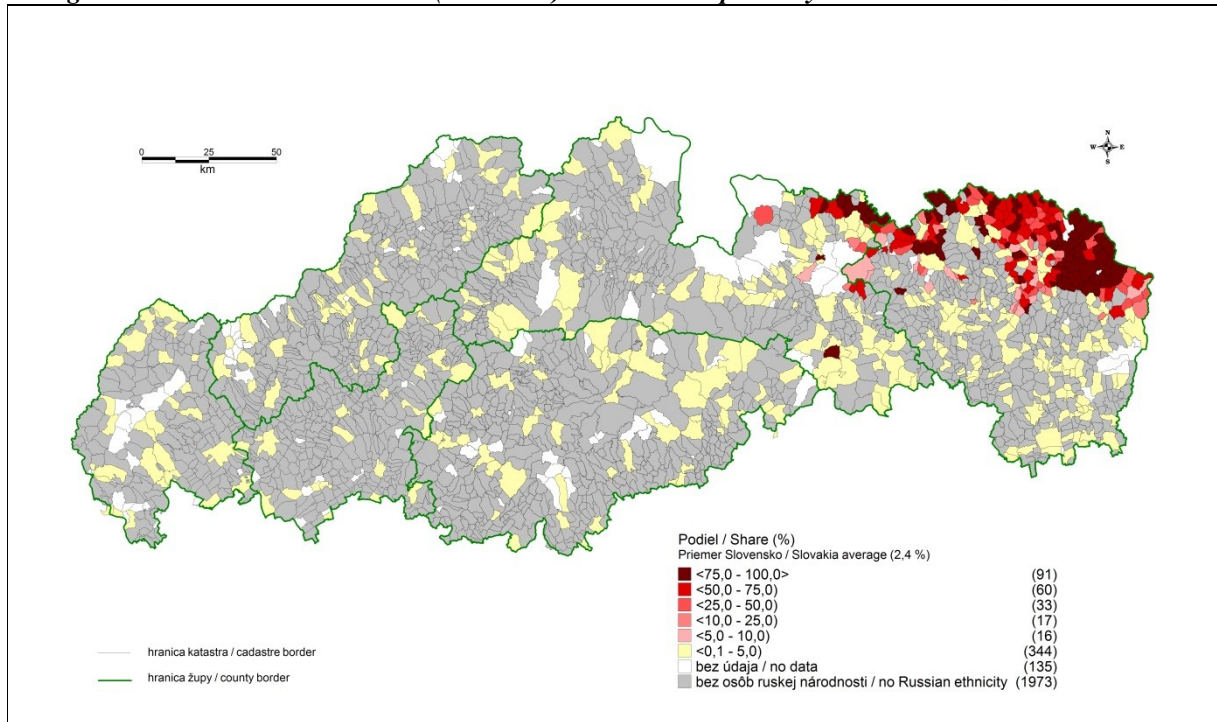 0 25 50
km
N
W E
S
Podiel / Share (%)
Priemer Slovensko / Slovakia average (2,4 %)
<75,0 - 100,0> (91)
<50,0 - 75,0) (60)
<25,0 - 50,0) (33)
<10,0 - 25,0) (17)
<5,0 - 10,0) (16)
<0,1 - 5,0) (344)
bez údaja / no data (135)
bez osôb ruskej národnosti / no Russian ethnicity (1973)
hranica katastra / cadastre border
hranica župy / county border